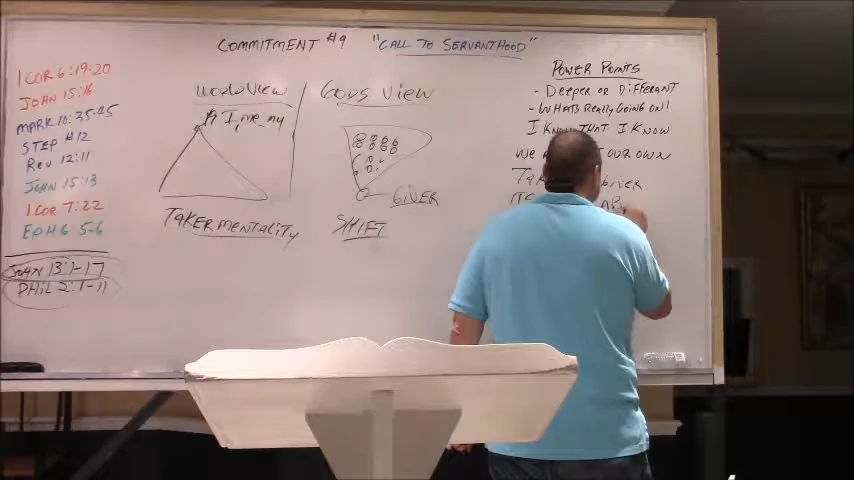 COMMITMENT #9 "CALL TO SERVANTHOOD"
1 COR 6:19-20
JOHN 15:16
MARK 10:35-45
STEP #12
REV 12:11
JOHN 15:13
1 COR 7:22
EPH 6 5-6
JOHN 13:1-17
PHIL 2:1-11
WORLDVIEW
I, me, my
TAKER MENTALITY
GODS VIEW
GIVER
SHIFT
POWER POINTS
- DEEPER OR DIFFERENT
- WHATS REALLY GOING ON!
I KNOW THAT I KNOW
WE OUR OWN